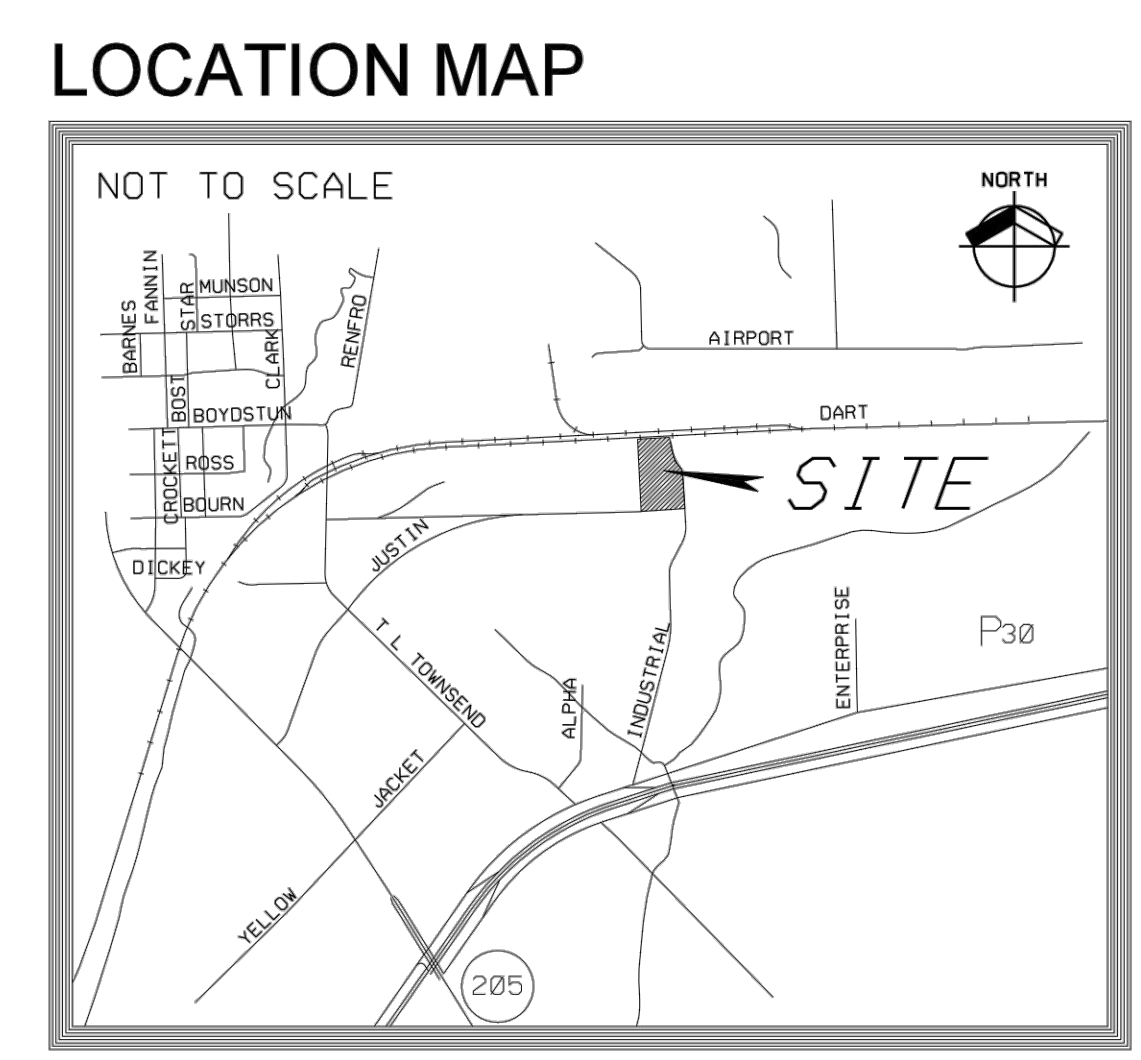 LOCATION MAP
NOT TO SCALE
NORTH
FANNIN
STAR
MUNSON
STORRS
BARNES
CLARK
RENFRO
AIRPORT
BOST
BOYDSTUN
DART
CROCKETT
ROSS
SITE
BOURN
JUSTIN
DICKEY
T L TOWNSEND
ENTERPRISE
P30
INDUSTRIAL
ALPHA
JACKET
YELLOW
205